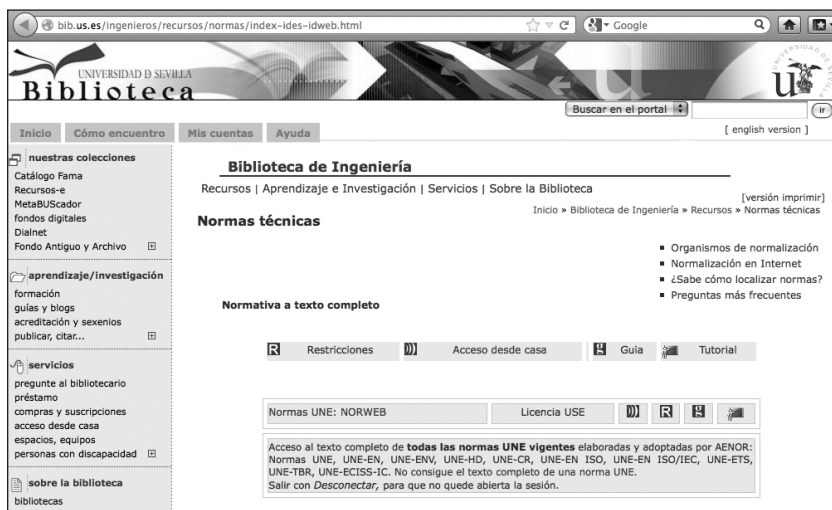 bib.us.es/ingenieros/recursos/normas/index-ides-idweb.html
Google
UNIVERSIDAD D SEVILLA
Biblioteca
Buscar en el portal
ir
Inicio Cómo encuentro Mis cuentas Ayuda
[ english version ]
nuestras colecciones
Catálogo Fama
Recursos-e
MetaBUScador
fondos digitales
Dialnet
Fondo Antiguo y Archivo
aprendizaje/investigación
formación
guías y blogs
acreditación y sexenios
publicar, citar...
servicios
pregunte al bibliotecario
préstamo
compras y suscripciones
acceso desde casa
espacios, equipos
personas con discapacidad
sobre la biblioteca
bibliotecas
Biblioteca de Ingeniería
Recursos | Aprendizaje e Investigación | Servicios | Sobre la Biblioteca
[versión imprimir]
Inicio » Biblioteca de Ingeniería » Recursos » Normas técnicas
Normas técnicas
Organismos de normalización
Normalización en Internet
¿Sabe cómo localizar normas?
Preguntas más frecuentes
Normativa a texto completo
R Restricciones Acceso desde casa g Guia Tutorial
Normas UNE: NORWEB Licencia USE R g
Acceso al texto completo de todas las normas UNE vigentes elaboradas y adoptadas por AENOR:
Normas UNE, UNE-EN, UNE-ENV, UNE-HD, UNE-CR, UNE-EN ISO, UNE-EN ISO/IEC, UNE-ETS,
UNE-TBR, UNE-ECISS-IC. No consigue el texto completo de una norma UNE.
Salir con Desconectar, para que no quede abierta la sesión.